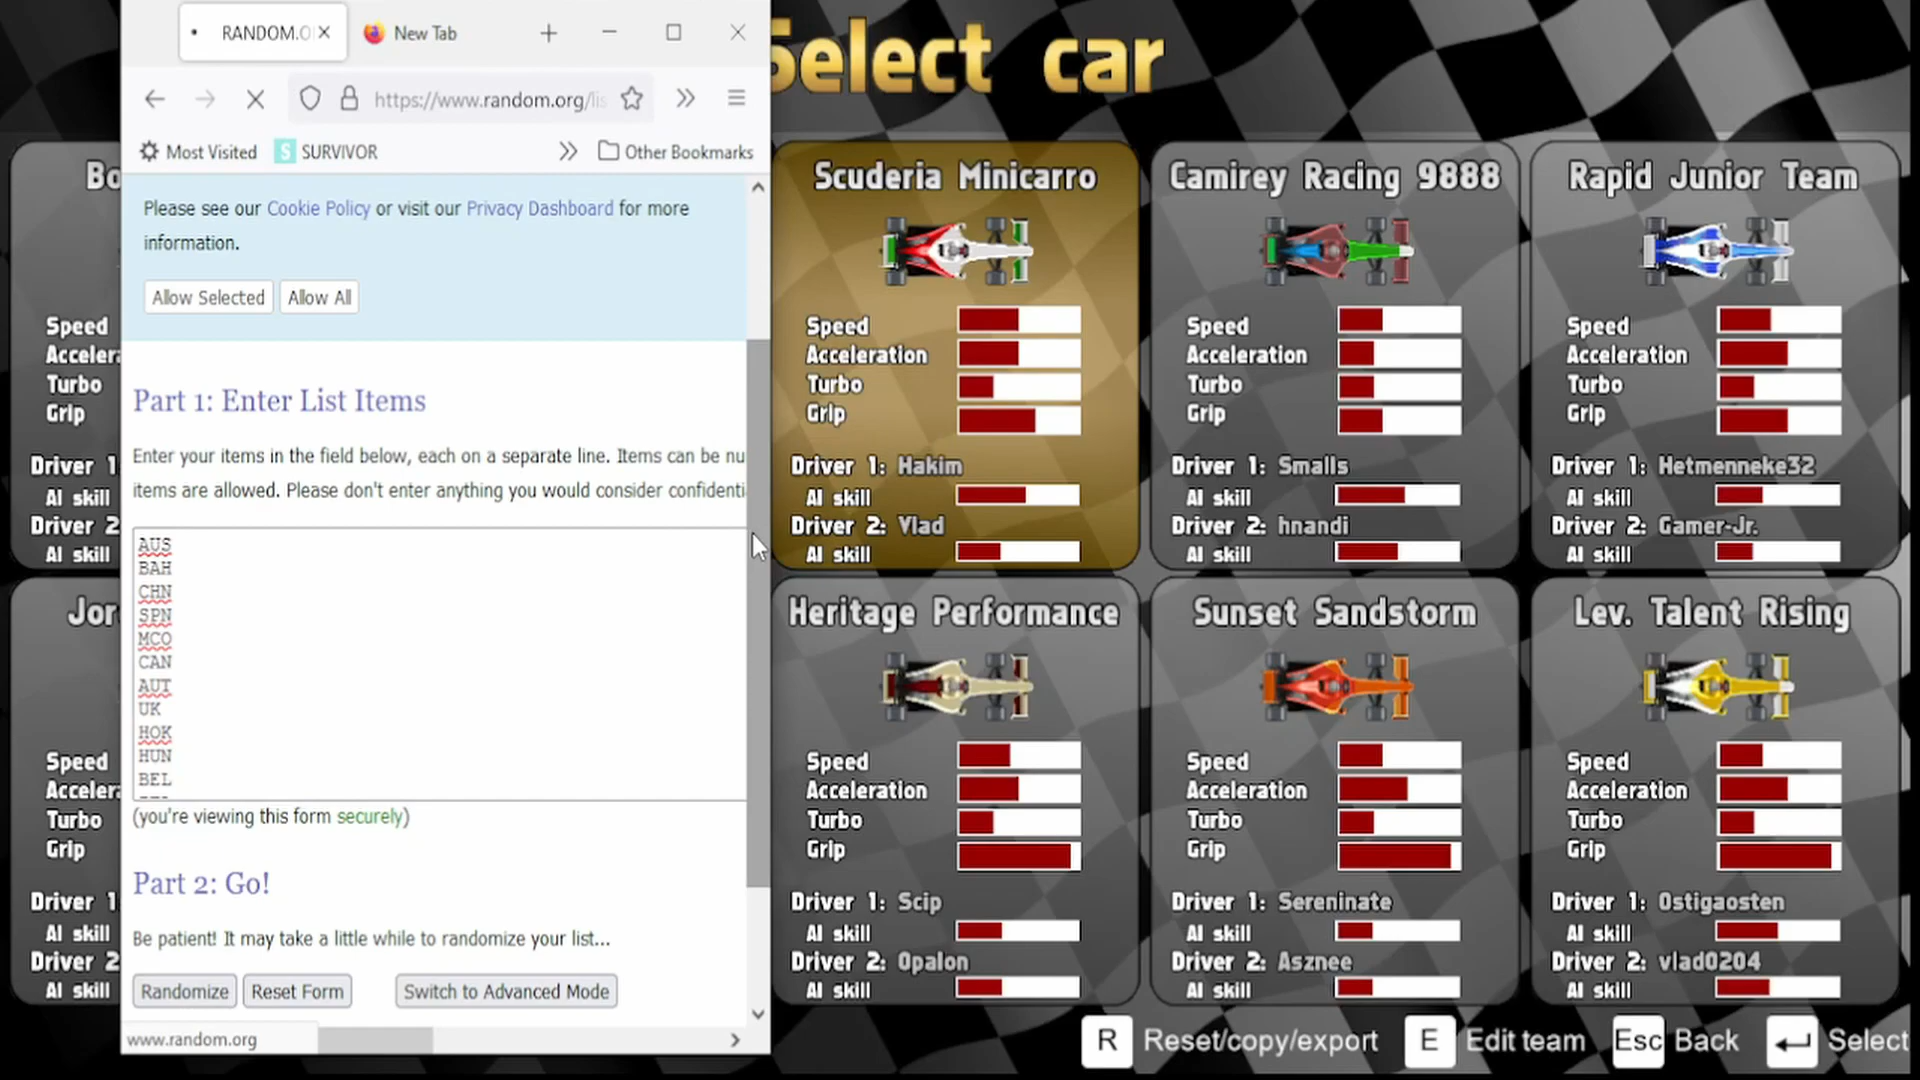 RANDOM.O
New Tab
https://www.random.org/lis
Most Visited
S SURVIVOR
Other Bookmarks
Please see our Cookie Policy or visit our Privacy Dashboard for more
information.
Allow Selected
Allow All
Part 1: Enter List Items
Enter your items in the field below, each on a separate line. Items can be nu
items are allowed. Please don't enter anything you would consider confidentia
AUS
BAH
CHN
SPN
MCO
CAN
AUT
UK
HOK
HUN
BEL
(you're viewing this form securely)
Part 2: Go!
Be patient! It may take a little while to randomize your list...
Randomize
Reset Form
Switch to Advanced Mode
www.random.org
Select car
Bo
Speed
Accelera
Turbo
Grip
Driver 1:
AI skill
Driver 2
AI skill
Scuderia Minicarro
Speed
Acceleration
Turbo
Grip
Driver 1: Hakim
AI skill
Driver 2: Vlad
AI skill
Camirey Racing 9888
Speed
Acceleration
Turbo
Grip
Driver 1: Smalls
AI skill
Driver 2: hnandi
AI skill
Rapid Junior Team
Speed
Acceleration
Turbo
Grip
Driver 1: Hetmenneke32
AI skill
Driver 2: Gamer-Jr.
AI skill
Jor
Speed
Accelera
Turbo
Grip
Driver 1:
AI skill
Driver 2
AI skill
Heritage Performance
Speed
Acceleration
Turbo
Grip
Driver 1: Scip
AI skill
Driver 2: Opalon
AI skill
Sunset Sandstorm
Speed
Acceleration
Turbo
Grip
Driver 1: Sereninate
AI skill
Driver 2: Asznee
AI skill
Lev. Talent Rising
Speed
Acceleration
Turbo
Grip
Driver 1: Ostigaosten
AI skill
Driver 2: vlad0204
AI skill
R Reset/copy/export
E Edit team
Esc Back
Select